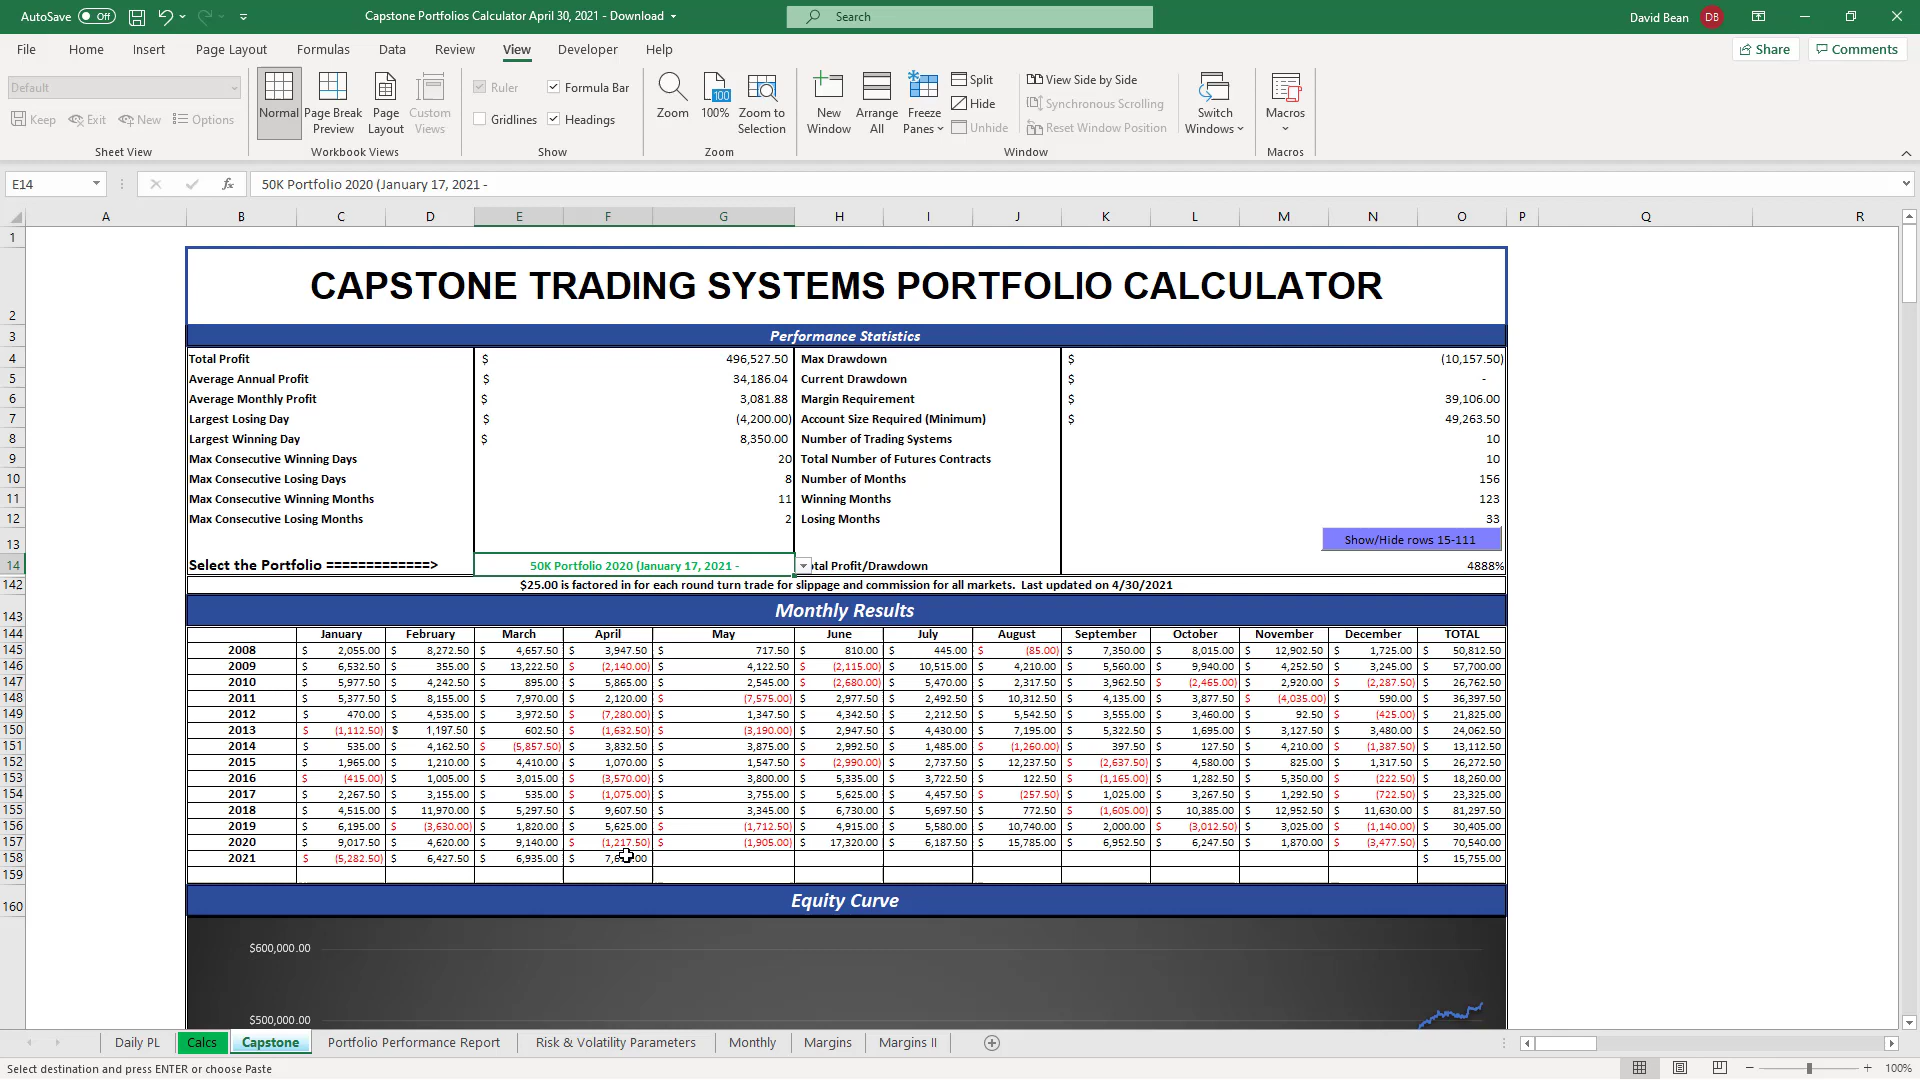 AutoSave Off Capstone Portfolios Calculator April 30, 2021 - Download Search David Bean DB
File Home Insert Page Layout Formulas Data Review View Developer Help Share Comments
Default
Keep Exit New Options
Sheet View
Normal Page Break Preview Page Layout Custom Views
Workbook Views
Ruler Formula Bar
Gridlines Headings
Show
Zoom 100% Zoom to Selection
Zoom
New Window Arrange All Freeze Panes
Split View Side by Side
Hide Synchronous Scrolling
Unhide Reset Window Position
Switch Windows
Window
Macros
Macros
E14 fx 50K Portfolio 2020 (January 17, 2021 -
A B C D E F G H I J K L M N O P Q R
1
2 CAPSTONE TRADING SYSTEMS PORTFOLIO CALCULATOR
3 Performance Statistics
4 Total Profit $ 496,527.50 Max Drawdown $ (10,157.50)
5 Average Annual Profit $ 34,186.04 Current Drawdown $ -
6 Average Monthly Profit $ 3,081.88 Margin Requirement $ 39,106.00
7 Largest Losing Day $ (4,200.00) Account Size Required (Minimum) $ 49,263.50
8 Largest Winning Day $ 8,350.00 Number of Trading Systems 10
9 Max Consecutive Winning Days 20 Total Number of Futures Contracts 10
10 Max Consecutive Losing Days 8 Number of Months 156
11 Max Consecutive Winning Months 11 Winning Months 123
12 Max Consecutive Losing Months 2 Losing Months 33
13 Show/Hide rows 15-111
14 Select the Portfolio =============> 50K Portfolio 2020 (January 17, 2021 - Profit/Drawdown 4888%
142 $25.00 is factored in for each round turn trade for slippage and commission for all markets. Last updated on 4/30/2021
143 Monthly Results
144 January February March April May June July August September October November December TOTAL
145 2008 $ 2,055.00 $ 8,272.50 $ 4,657.50 $ 3,947.50 $ 717.50 $ 810.00 $ 445.00 $ (85.00) $ 7,350.00 $ 8,015.00 $ 12,902.50 $ 1,725.00 $ 50,812.50
146 2009 $ 6,532.50 $ 355.00 $ 13,222.50 $ (2,140.00) $ 4,122.50 $ (2,115.00) $ 10,515.00 $ 4,210.00 $ 5,560.00 $ 9,940.00 $ 4,252.50 $ 3,245.00 $ 57,700.00
147 2010 $ 5,977.50 $ 4,242.50 $ 895.00 $ 5,865.00 $ 2,545.00 $ (2,680.00) $ 5,470.00 $ 2,317.50 $ 3,962.50 $ (2,465.00) $ 2,920.00 $ (2,287.50) $ 26,762.50
148 2011 $ 5,377.50 $ 8,155.00 $ 7,970.00 $ 2,120.00 $ (7,575.00) $ 2,977.50 $ 2,492.50 $ 10,312.50 $ 4,135.00 $ 3,877.50 $ (4,035.00) $ 590.00 $ 36,397.50
149 2012 $ 470.00 $ 4,535.00 $ 3,972.50 $ (7,280.00) $ 1,347.50 $ 4,342.50 $ 2,212.50 $ 5,542.50 $ 3,555.00 $ 3,460.00 $ 92.50 $ (425.00) $ 21,825.00
150 2013 $ (1,112.50) $ 1,197.50 $ 602.50 $ (1,632.50) $ (3,190.00) $ 2,947.50 $ 4,430.00 $ 7,195.00 $ 5,322.50 $ 1,695.00 $ 3,127.50 $ 3,480.00 $ 24,062.50
151 2014 $ 535.00 $ 4,162.50 $ (5,857.50) $ 3,832.50 $ 3,875.00 $ 2,992.50 $ 1,485.00 $ (1,260.00) $ 397.50 $ 127.50 $ 4,210.00 $ (1,387.50) $ 13,112.50
152 2015 $ 1,965.00 $ 1,210.00 $ 4,410.00 $ 1,070.00 $ 1,547.50 $ (2,990.00) $ 2,737.50 $ 12,237.50 $ (2,637.50) $ 4,580.00 $ 825.00 $ 1,317.50 $ 26,272.50
153 2016 $ (415.00) $ 1,005.00 $ 3,015.00 $ (3,570.00) $ 3,800.00 $ 5,335.00 $ 3,722.50 $ 122.50 $ (1,165.00) $ 1,282.50 $ 5,350.00 $ (222.50) $ 18,260.00
154 2017 $ 2,267.50 $ 3,155.00 $ 535.00 $ (1,075.00) $ 3,755.00 $ 5,625.00 $ 4,457.50 $ (257.50) $ 1,025.00 $ 3,267.50 $ 1,292.50 $ (722.50) $ 23,325.00
155 2018 $ 4,515.00 $ 11,970.00 $ 5,297.50 $ 9,607.50 $ 3,345.00 $ 6,730.00 $ 5,697.50 $ 772.50 $ (1,605.00) $ 10,385.00 $ 12,952.50 $ 11,630.00 $ 81,297.50
156 2019 $ 6,195.00 $ (3,630.00) $ 1,820.00 $ 5,625.00 $ (1,712.50) $ 4,915.00 $ 5,580.00 $ 10,740.00 $ 2,000.00 $ (3,012.50) $ 3,025.00 $ (1,140.00) $ 30,405.00
157 2020 $ 9,017.50 $ 4,620.00 $ 9,140.00 $ (1,217.50) $ (1,905.00) $ 17,320.00 $ 6,187.50 $ 15,785.00 $ 6,952.50 $ 6,247.50 $ 1,870.00 $ (3,477.50) $ 70,540.00
158 2021 $ (5,282.50) $ 6,427.50 $ 6,935.00 $ $ 15,755.00
159
160 Equity Curve
$600,000.00
$500,000.00
Daily PL Calcs Capstone Portfolio Performance Report Risk & Volatility Parameters Monthly Margins Margins II
Select destination and press ENTER or choose Paste 100%